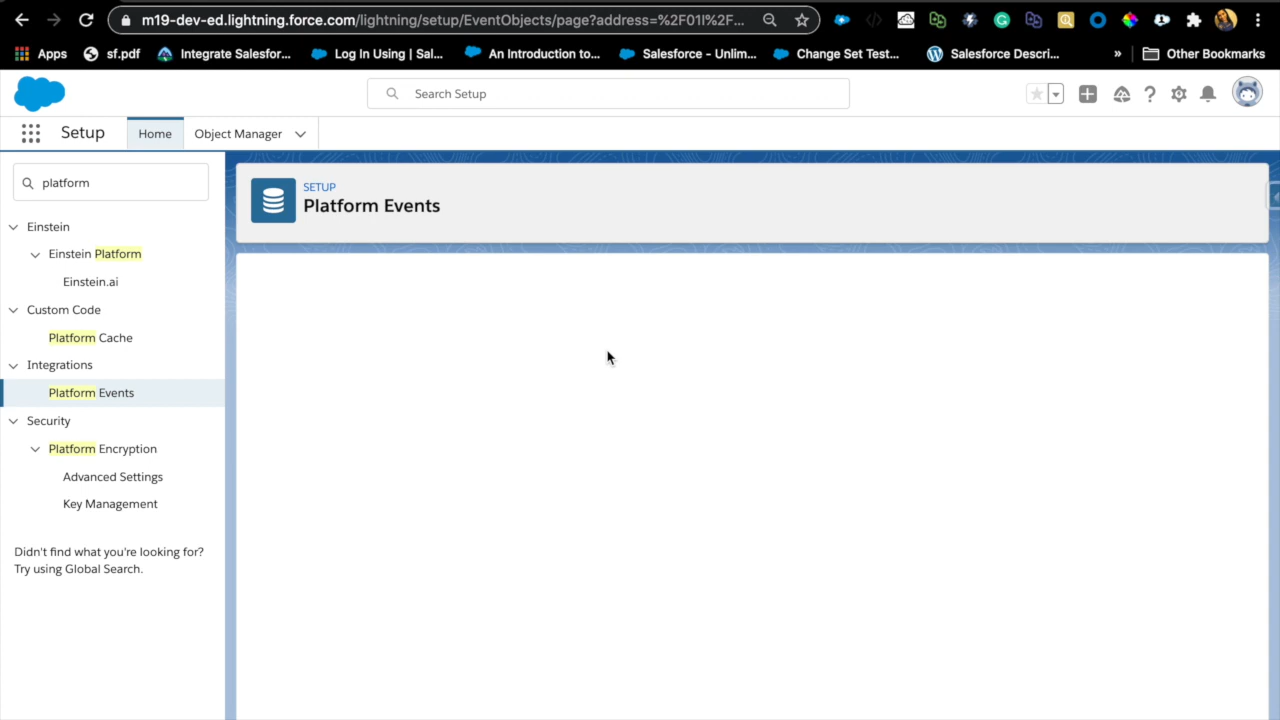 m19-dev-ed.lightning.force.com/lightning/setup/EventObjects/page?address=%2F01I%2F...
Apps
sf.pdf
Integrate Salesfor...
Log In Using | Sal...
An Introduction to...
Salesforce - Unlim...
Change Set Test...
Salesforce Descri...
»
Other Bookmarks
Search Setup
Setup
Home
Object Manager
platform
SETUP
Platform Events
Einstein
Einstein Platform
Einstein.ai
Custom Code
Platform Cache
Integrations
Platform Events
Security
Platform Encryption
Advanced Settings
Key Management
Didn't find what you're looking for?
Try using Global Search.